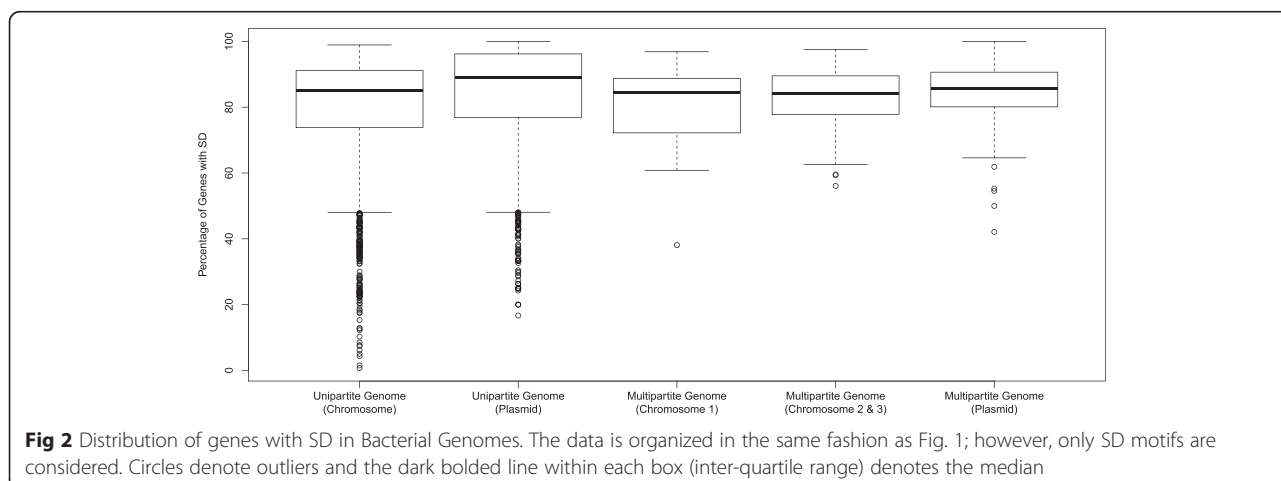 100
80
60
40
20
0
Percentage of Genes with SD
Unipartite Genome
(Chromosome)
Unipartite Genome
(Plasmid)
Multipartite Genome
(Chromosome 1)
Multipartite Genome
(Chromosome 2 & 3)
Multipartite Genome
(Plasmid)
Fig 2 Distribution of genes with SD in Bacterial Genomes. The data is organized in the same fashion as Fig. 1; however, only SD motifs are
considered. Circles denote outliers and the dark bolded line within each box (inter-quartile range) denotes the median